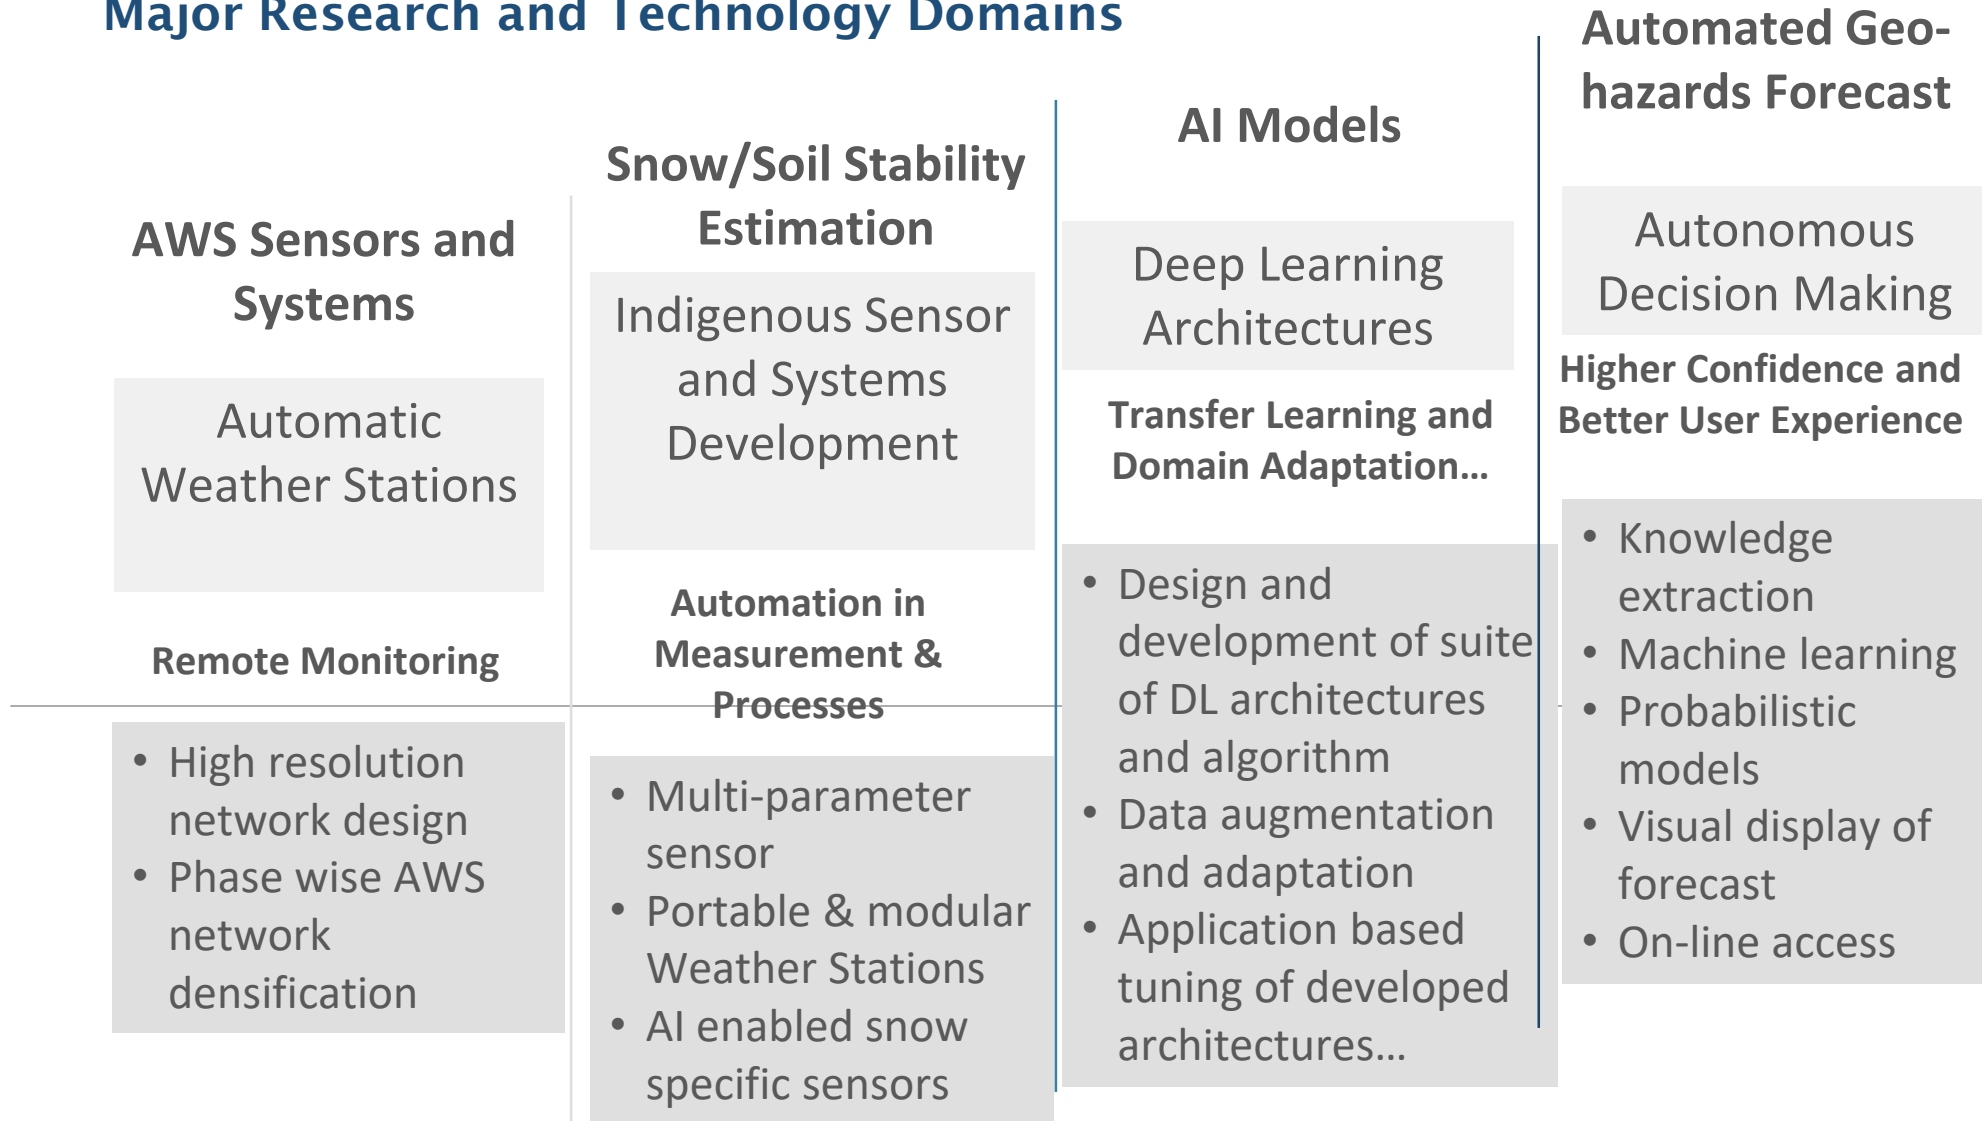 Major Research and Technology Domains
AWS Sensors and
Systems
Automatic
Weather Stations
Remote Monitoring
• High resolution
network design
• Phase wise AWS
network
densification
Snow/Soil Stability
Estimation
Indigenous Sensor
and Systems
Development
Automation in
Measurement &
Processes
• Multi-parameter
sensor
• Portable & modular
Weather Stations
• AI enabled snow
specific sensors
AI Models
Deep Learning
Architectures
Transfer Learning and
Domain Adaptation...
• Design and
development of suite
of DL architectures
and algorithm
• Data augmentation
and adaptation
• Application based
tuning of developed
architectures...
Automated Geo-
hazards Forecast
Autonomous
Decision Making
Higher Confidence and
Better User Experience
• Knowledge
extraction
• Machine learning
• Probabilistic
models
• Visual display of
forecast
• On-line access